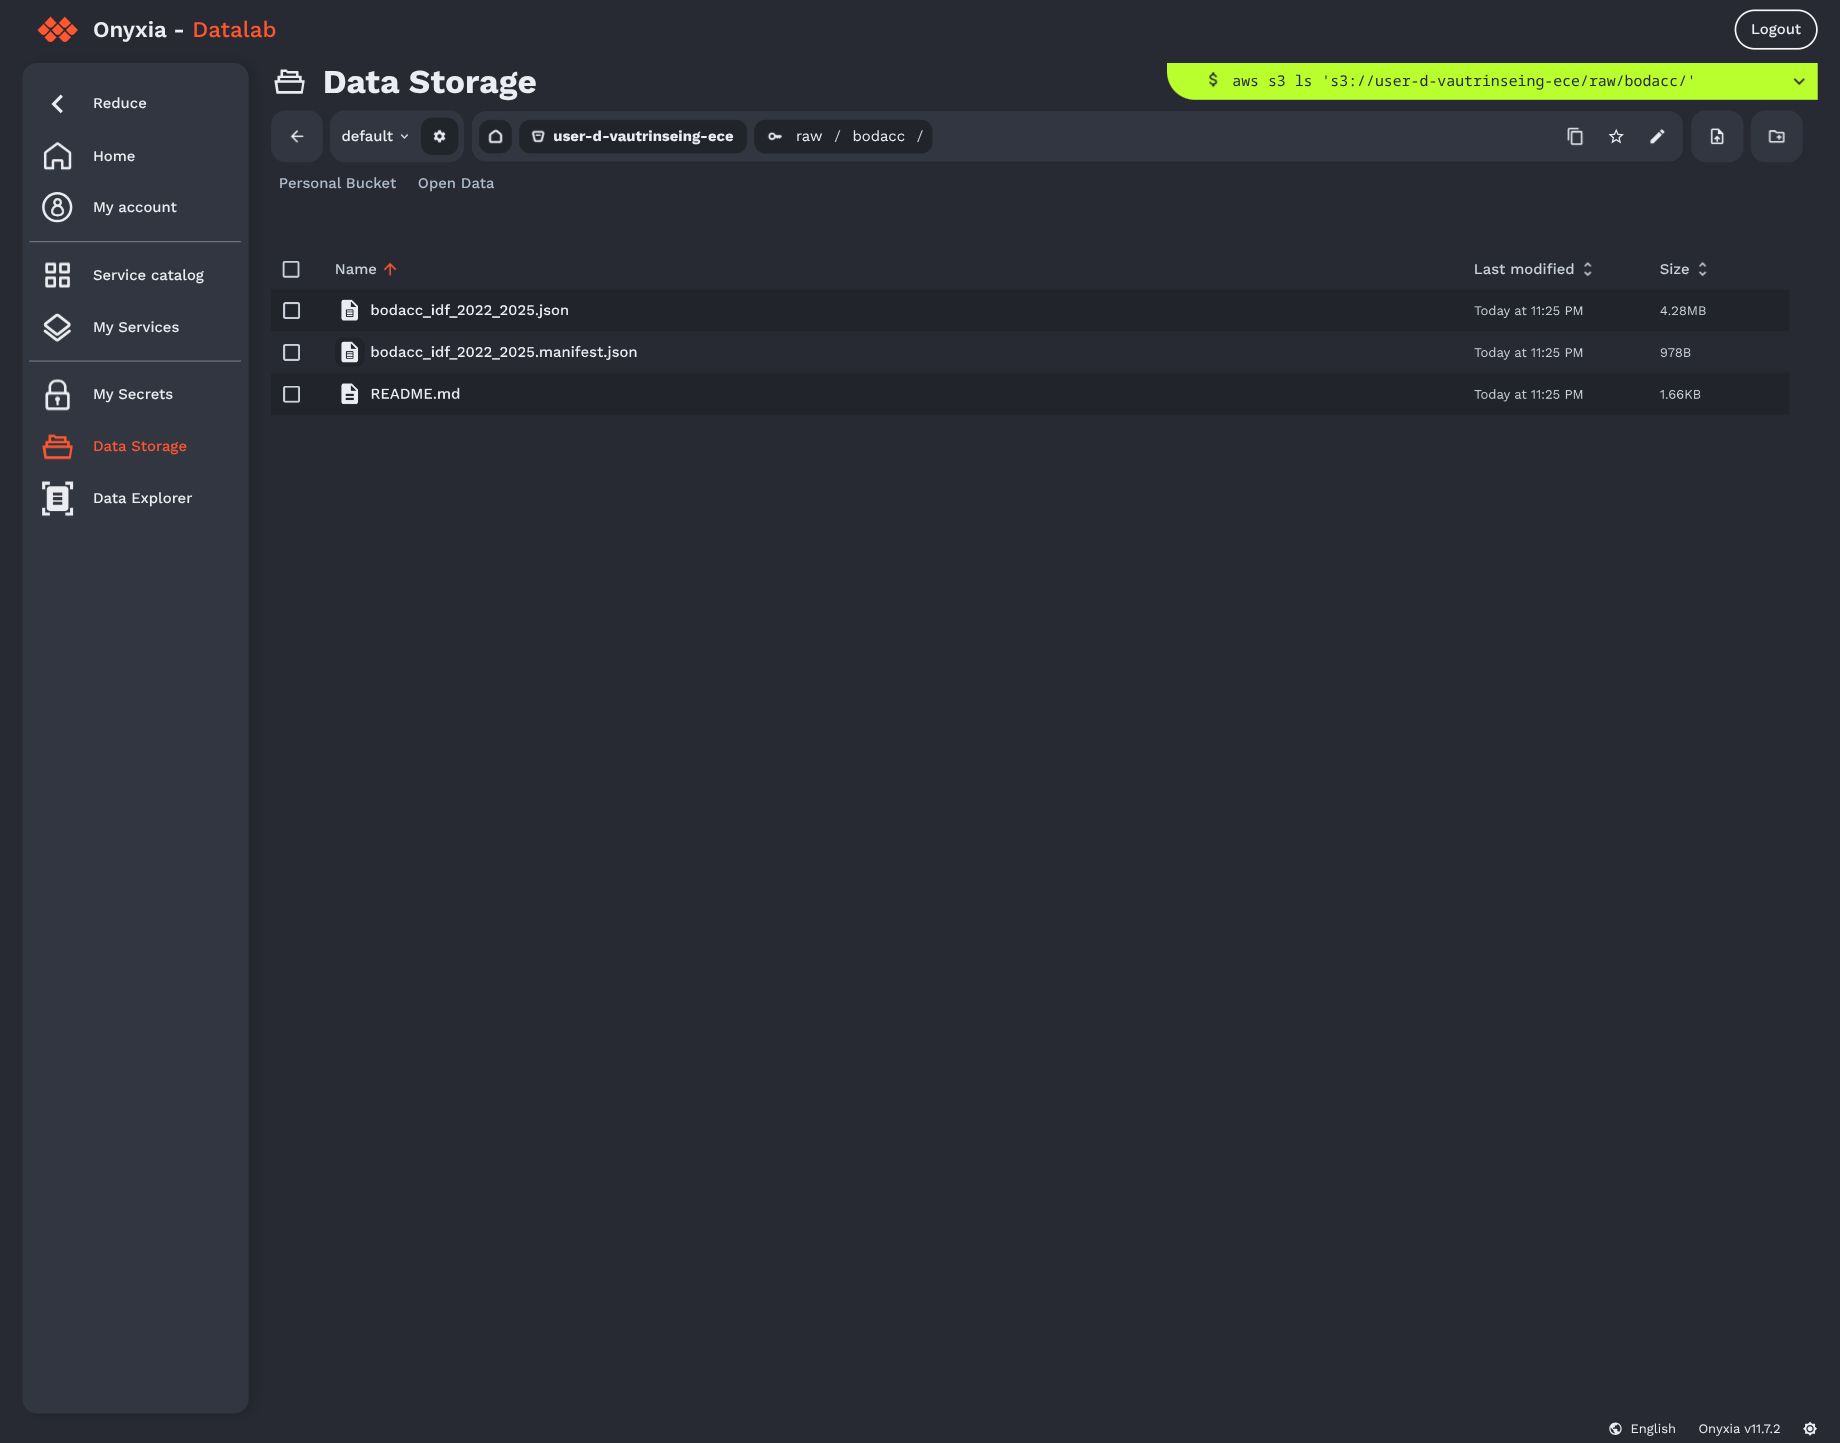 Onyxia - Datalab
Logout
Reduce
Home
My account
Service catalog
My Services
My Secrets
Data Storage
Data Explorer
Data Storage
$ aws s3 ls 's3://user-d-vautrinseing-ece/raw/bodacc/'
default
user-d-vautrinseing-ece
raw / bodacc /
Personal Bucket Open Data
Name Last modified Size
bodacc_idf_2022_2025.json Today at 11:25 PM 4.28MB
bodacc_idf_2022_2025.manifest.json Today at 11:25 PM 978B
README.md Today at 11:25 PM 1.66KB
English Onyxia v11.7.2